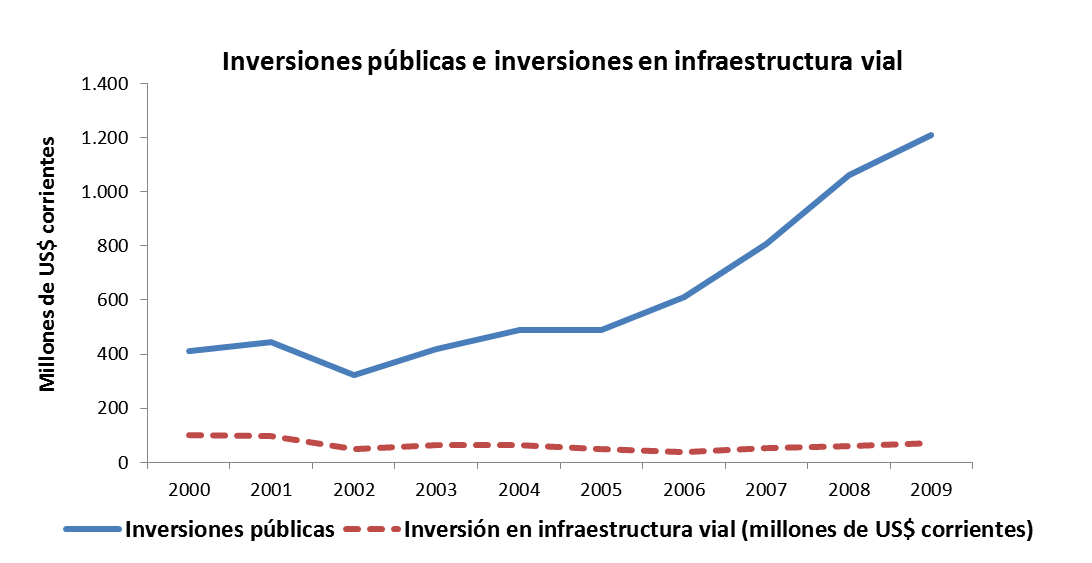 Inversiones públicas e inversiones en infraestructura vial
Millones de US$ corrientes
1.400
1.200
1.000
800
600
400
200
0
2000 2001 2002 2003 2004 2005 2006 2007 2008 2009
Inversiones públicas Inversión en infraestructura vial (millones de US$ corrientes)